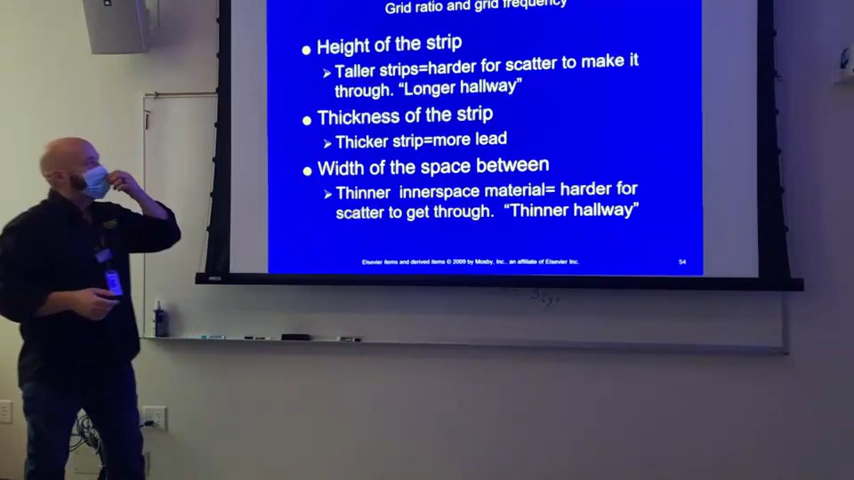 Grid ratio and grid frequency
● Height of the strip
➢ Taller strips=harder for scatter to make it
through. “Longer hallway”
● Thickness of the strip
➢ Thicker strip=more lead
● Width of the space between
➢ Thinner innerspace material= harder for
scatter to get through. “Thinner hallway”
Elsevier items and derived items © 2009 by Mosby, Inc., an affiliate of Elsevier Inc.
54